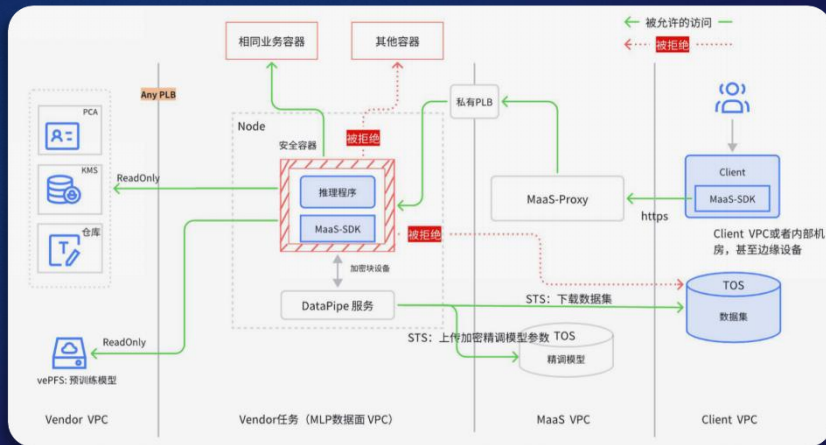 被允许的访问
被拒绝
相同业务容器
其他容器
Any PLB
PCA
KMS
仓库
ReadOnly
ReadOnly
vePFS: 预训练模型
Node
安全容器
被拒绝
推理程序
MaaS-SDK
被拒绝
加密块设备
DataPipe 服务
私有PLB
MaaS-Proxy
https
Client
MaaS-SDK
Client VPC或者内部机
房，甚至边缘设备
STS：下载数据集
STS：上传加密精调模型参数
TOS
精调模型
TOS
数据集
Vendor VPC
Vendor任务（MLP数据面 VPC）
MaaS VPC
Client VPC